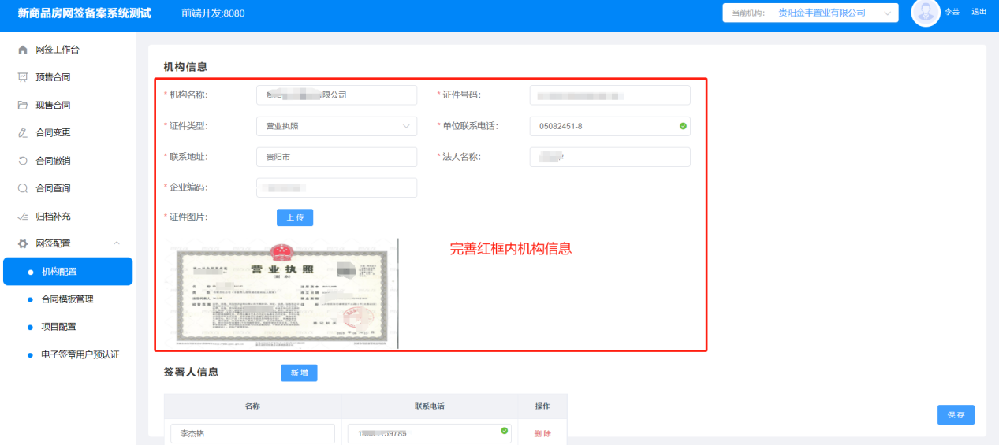 新商品房网签备案系统测试 前端开发:8080 当前机构: 贵阳金丰置业有限公司 李芸 退出
网签工作台
预售合同
现售合同
合同变更
合同撤销
合同查询
归档补充
网签配置
机构配置
合同模板管理
项目配置
电子签章用户预认证
机构信息
* 机构名称: 有限公司 * 证件号码:
* 证件类型: 营业执照 * 单位联系电话: 05082451-8
* 联系地址: 贵阳市 * 法人名称:
* 企业编码:
* 证件图片: 上传
完善红框内机构信息
营业执照
(副本)
签署人信息 新增
名称 联系电话 操作
李杰铭 删除
保存